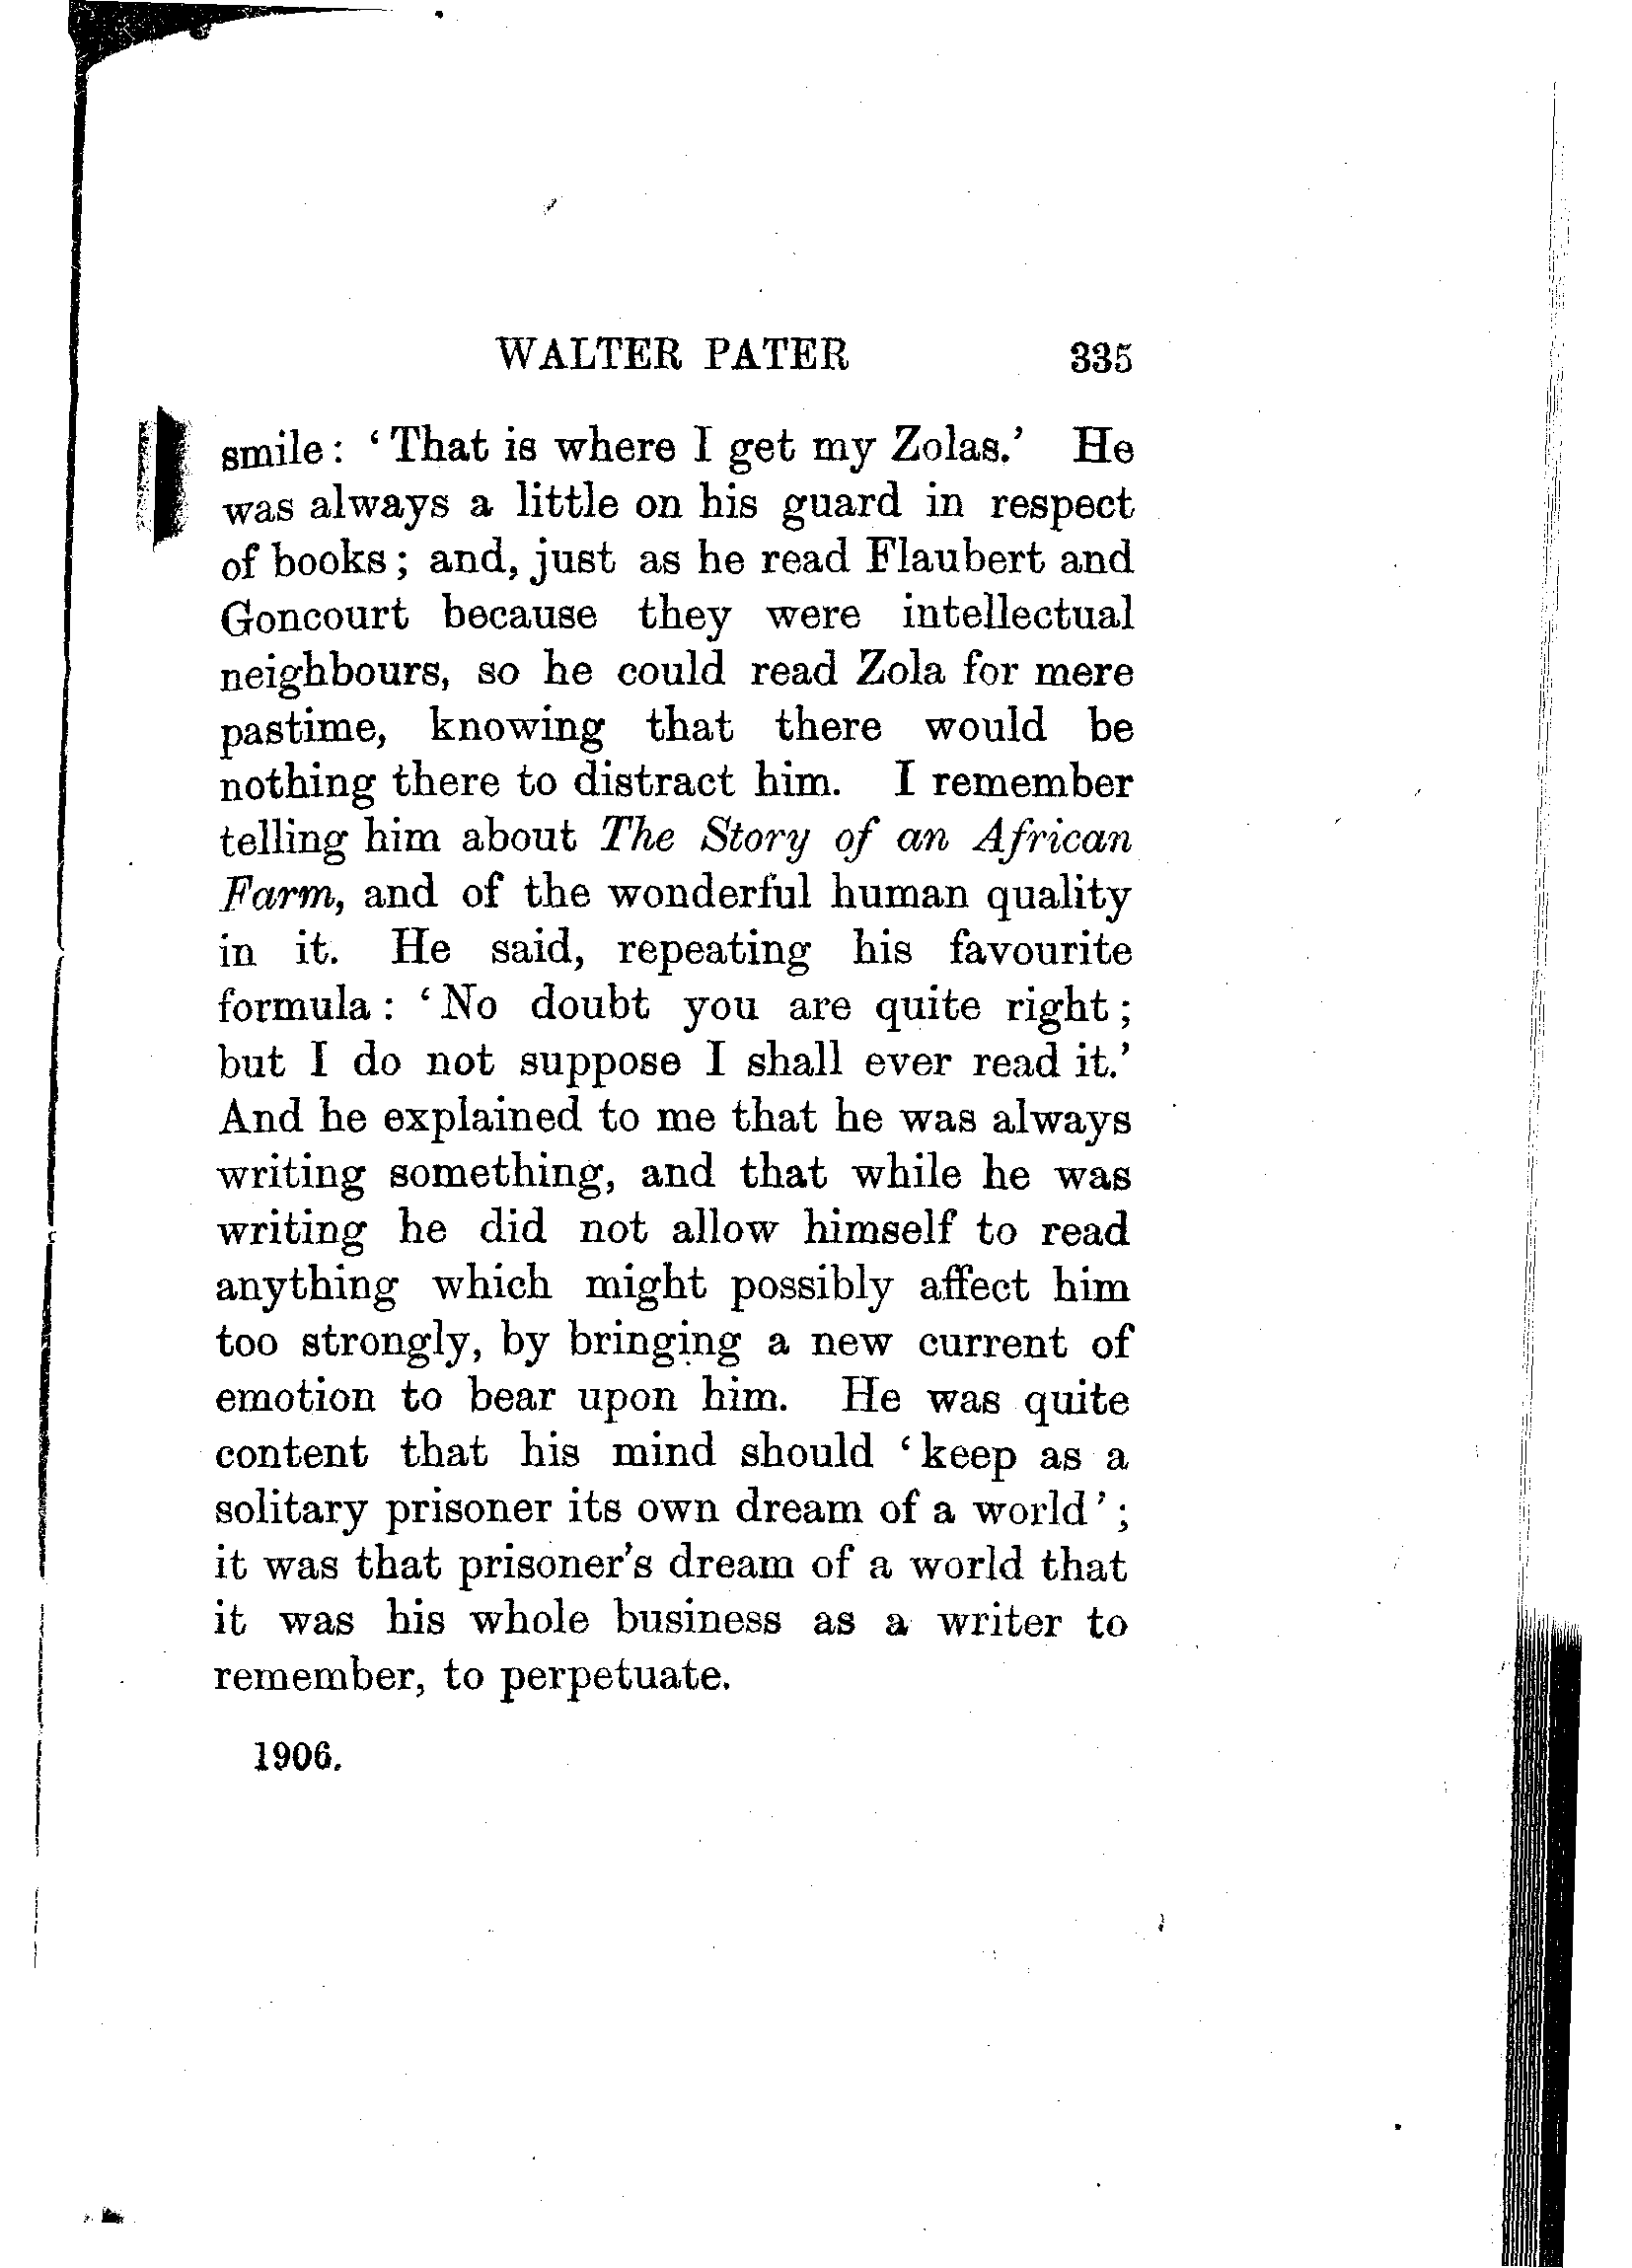 WALTER PATER 335
smile: ‘That is where I get my Zolas.’ He
was always a little on his guard in respect
of books; and, just as he read Flaubert and
Goncourt because they were intellectual
neighbours, so he could read Zola for mere
pastime, knowing that there would be
nothing there to distract him. I remember
telling him about The Story of an African
Farm, and of the wonderful human quality
in it. He said, repeating his favourite
formula: ‘No doubt you are quite right;
but I do not suppose I shall ever read it.’
And he explained to me that he was always
writing something, and that while he was
writing he did not allow himself to read
anything which might possibly affect him
too strongly, by bringing a new current of
emotion to bear upon him. He was quite
content that his mind should ‘keep as a
solitary prisoner its own dream of a world’;
it was that prisoner's dream of a world that
it was his whole business as a writer to
remember, to perpetuate.
1906.